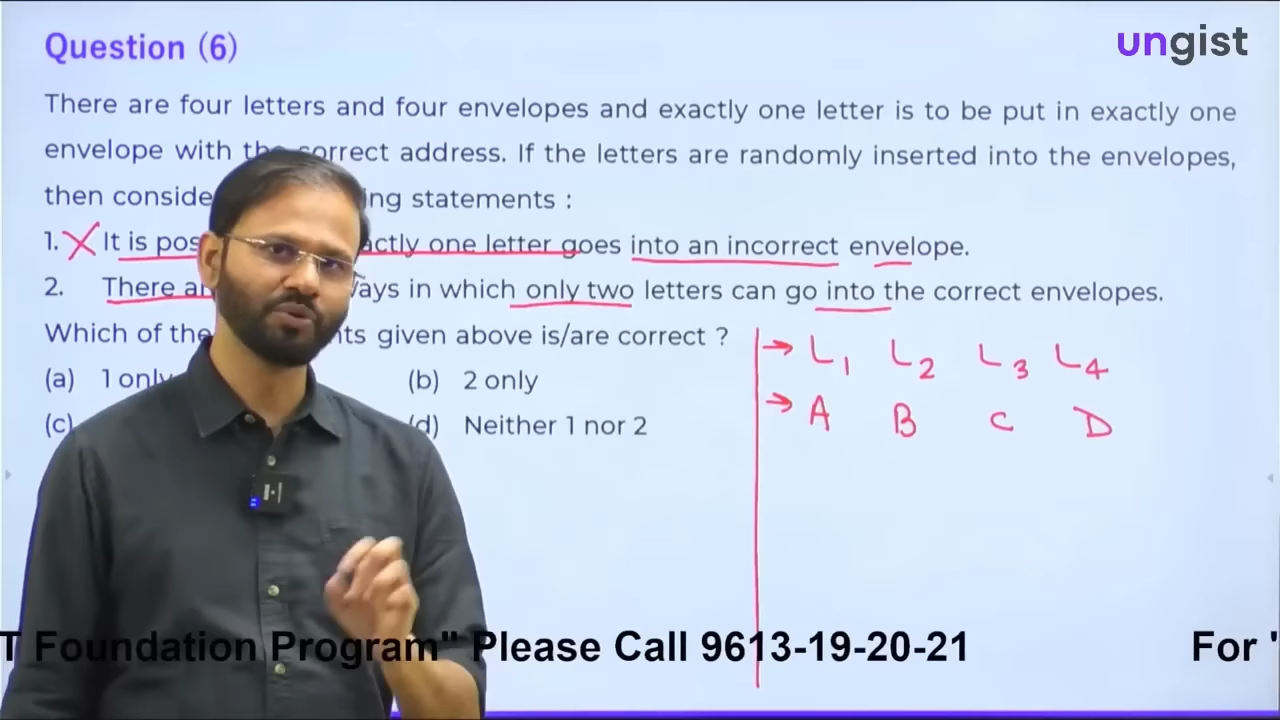 Question (6)
ungist
There are four letters and four envelopes and exactly one letter is to be put in exactly one
envelope with the correct address. If the letters are randomly inserted into the envelopes,
then conside ing statements :
1. It is pos actly one letter goes into an incorrect envelope.
2. There ar ways in which only two letters can go into the correct envelopes.
Which of the nts given above is/are correct ?
(a) 1 only (b) 2 only
(c) (d) Neither 1 nor 2
→ L1 L2 L3 L4
→ A B C D
T Foundation Program" Please Call 9613-19-20-21 For "